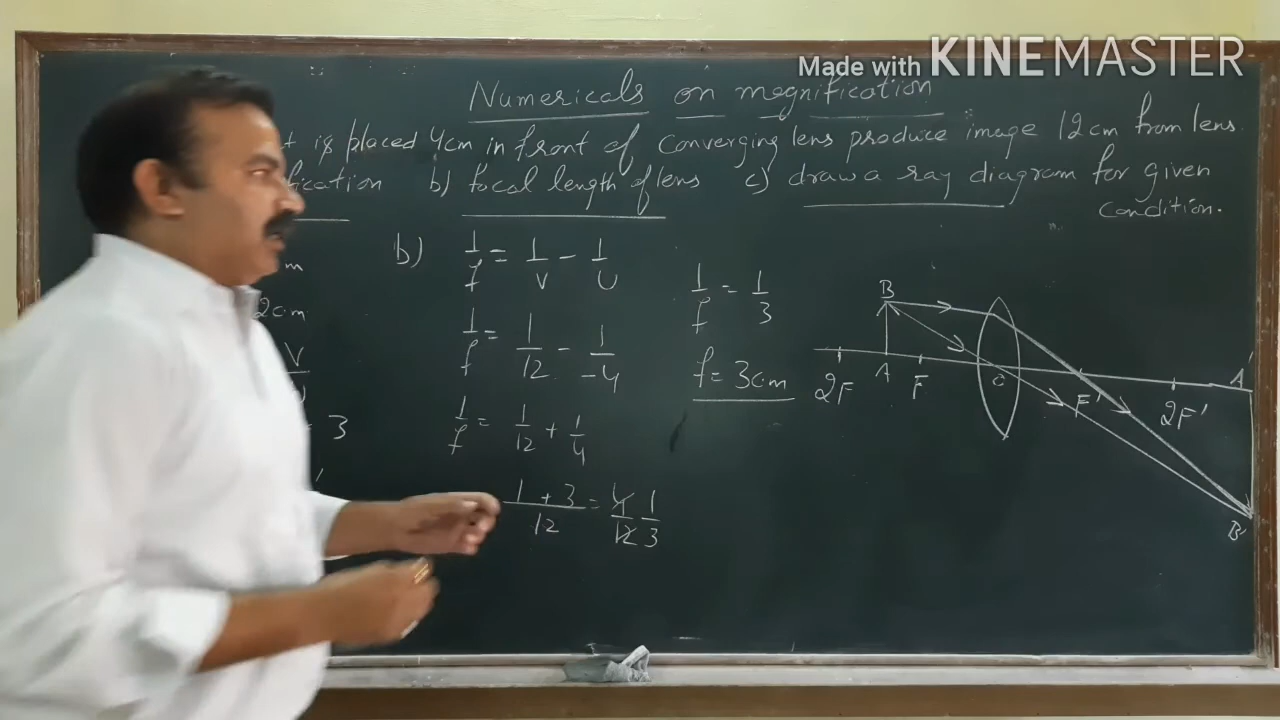 Made with KINEMASTER
Numericals on magnification
is placed 4cm in front of converging lens produce image 12cm from lens.
fication b) focal length of lens c) draw a ray diagram for given
condition.
m
2cm
V
3
b) 1/f = 1/V - 1/U
1/f = 1/12 - 1/-4
1/f = 1/12 + 1/4
1 + 3/12 = 4/12 1/3
1/f = 1/3
f = 3cm
B
2F A F C F' 2F' A'
B'